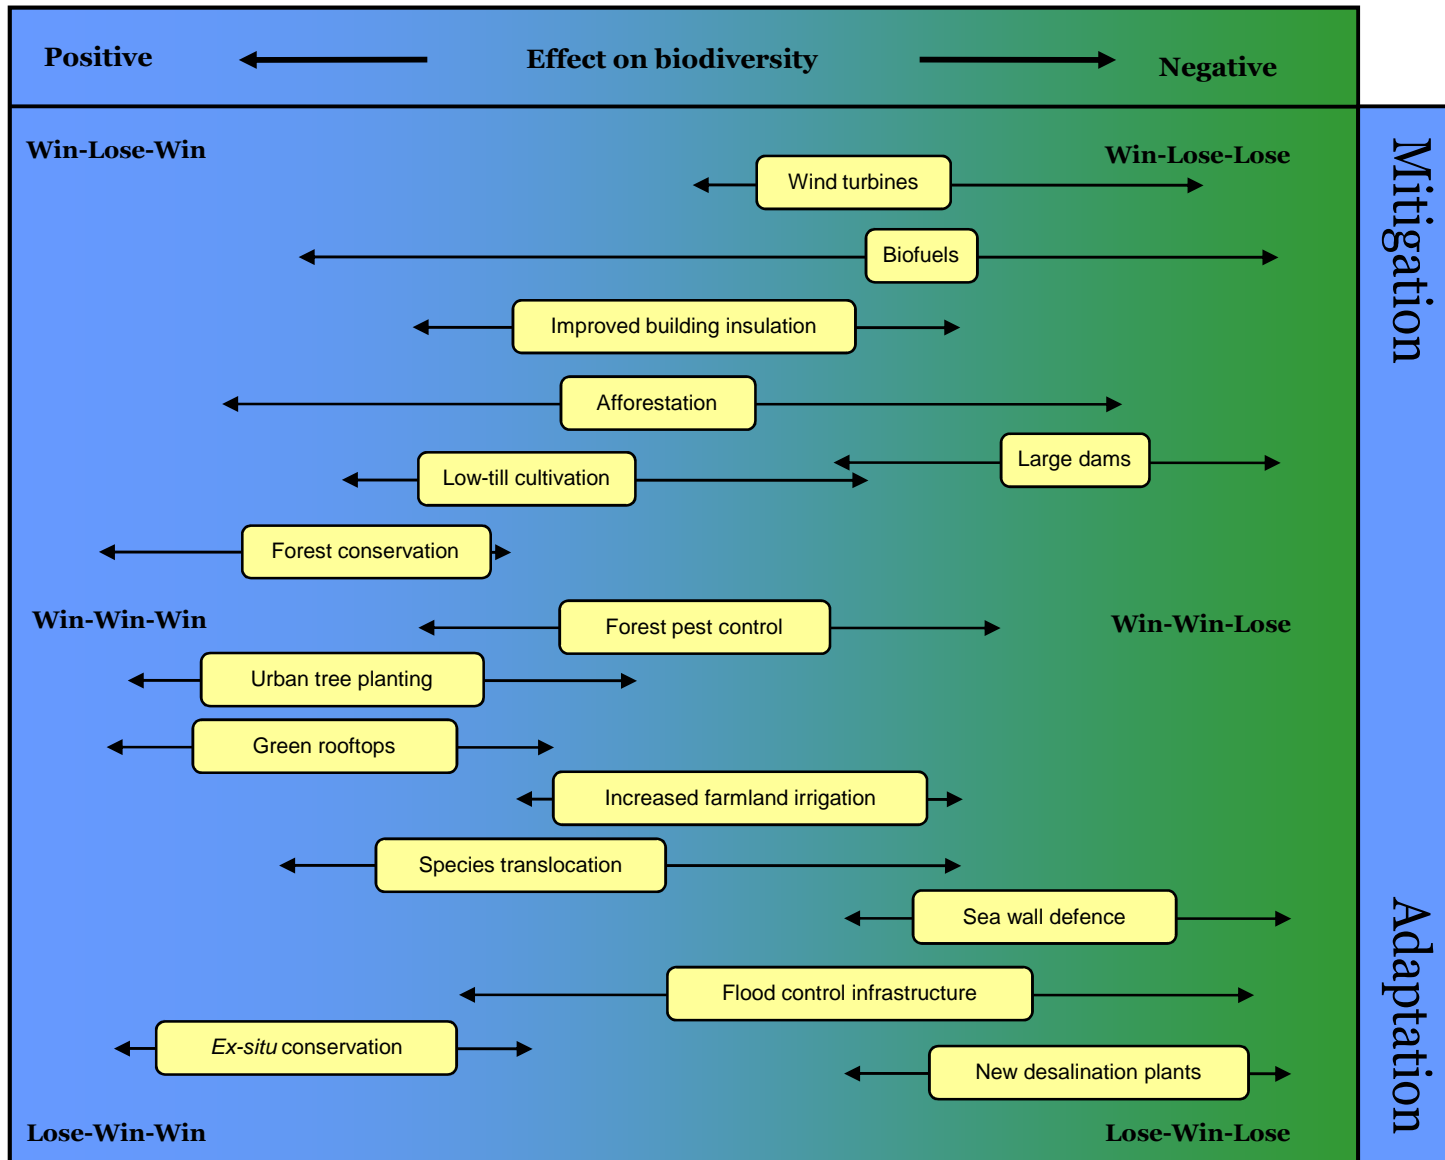 Positive
Effect on biodiversity
Negative
Win-Lose-Win
Win-Lose-Lose
Mitigation
Wind turbines
Biofuels
Improved building insulation
Afforestation
Large dams
Low-till cultivation
Forest conservation
Win-Win-Win
Forest pest control
Win-Win-Lose
Urban tree planting
Green rooftops
Increased farmland irrigation
Species translocation
Sea wall defence
Adaptation
Flood control infrastructure
Ex-situ conservation
New desalination plants
Lose-Win-Win
Lose-Win-Lose